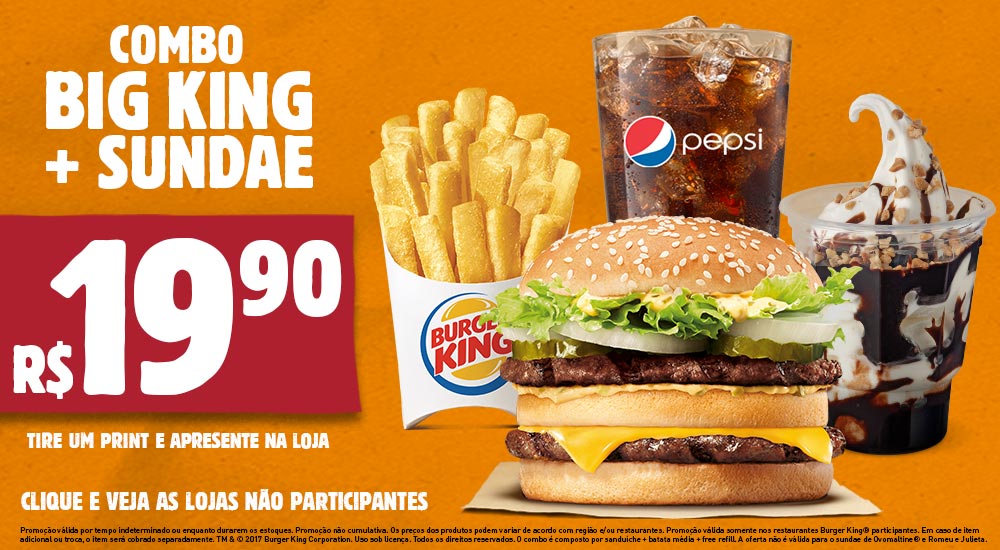 COMBO
BIG KING
+ SUNDAE
R$1990
TIRE UM PRINT E APRESENTE NA LOJA
CLIQUE E VEJA AS LOJAS NÃO PARTICIPANTES
pepsi
BURGER
KING
Promoção válida por tempo indeterminado ou enquanto durarem os estoques. Promoção não cumulativa. Os preços dos produtos podem variar de acordo com região e/ou restaurantes. Promoção válida somente nos restaurantes Burger King® participantes. Em caso de item
adicional ou troca, o item será cobrado separadamente. TM & © 2017 Burger King Corporation. Uso sob licença. Todos os direitos reservados. O combo é composto por sanduíche + batata média + free refill. A oferta não é válida para o sundae de Ovomaltine® e Romeu e Julieta.